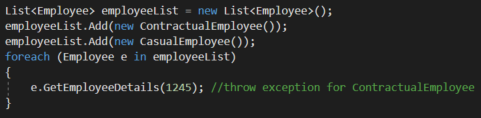 List<Employee> employeeList = new List<Employee>();
employeeList.Add(new ContractualEmployee());
employeeList.Add(new CasualEmployee());
foreach (Employee e in employeeList)
{
    e.GetEmployeeDetails(1245); //throw exception for ContractualEmployee
}